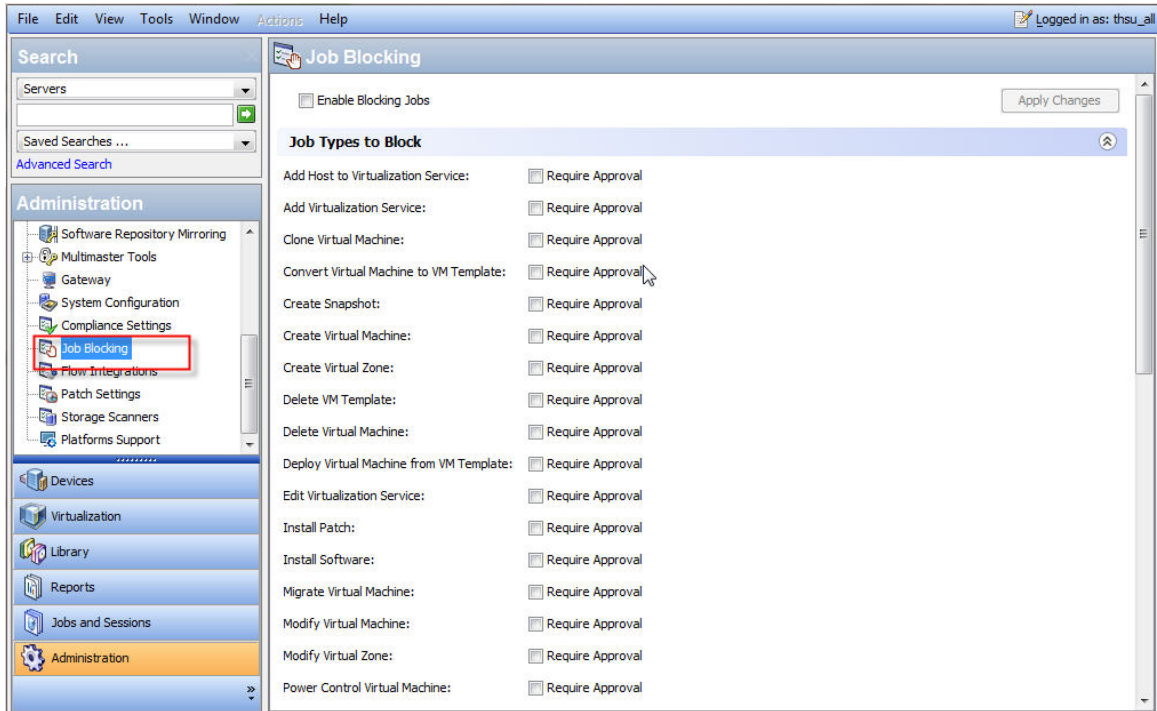 File Edit View Tools Window Actions Help
Logged in as: thsu_all
Search
Servers
Saved Searches ...
Advanced Search
Administration
Software Repository Mirroring
Multimaster Tools
Gateway
System Configuration
Compliance Settings
Job Blocking
Flow Integrations
Patch Settings
Storage Scanners
Platforms Support
Devices
Virtualization
Library
Reports
Jobs and Sessions
Administration
Job Blocking
Enable Blocking Jobs
Apply Changes
Job Types to Block
Add Host to Virtualization Service: Require Approval
Add Virtualization Service: Require Approval
Clone Virtual Machine: Require Approval
Convert Virtual Machine to VM Template: Require Approval
Create Snapshot: Require Approval
Create Virtual Machine: Require Approval
Create Virtual Zone: Require Approval
Delete VM Template: Require Approval
Delete Virtual Machine: Require Approval
Deploy Virtual Machine from VM Template: Require Approval
Edit Virtualization Service: Require Approval
Install Patch: Require Approval
Install Software: Require Approval
Migrate Virtual Machine: Require Approval
Modify Virtual Machine: Require Approval
Modify Virtual Zone: Require Approval
Power Control Virtual Machine: Require Approval